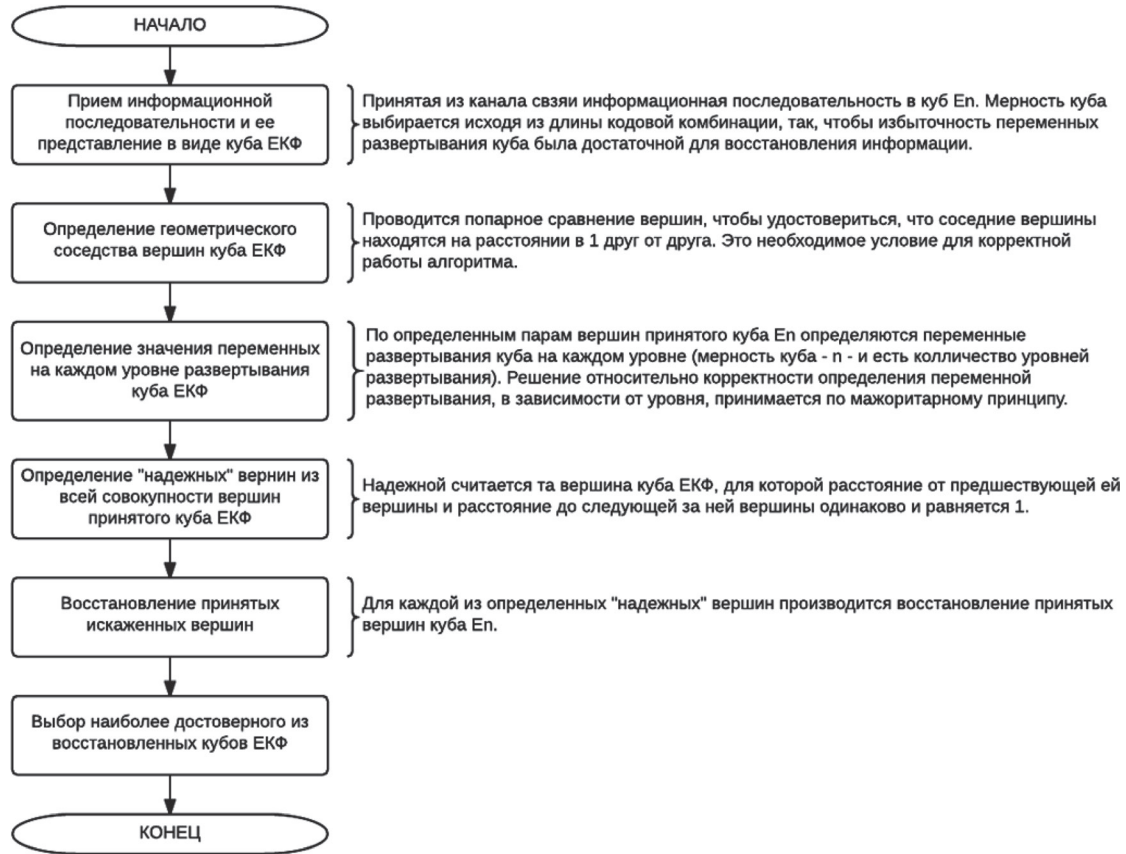 НАЧАЛО
Прием информационной
последовательности и ее
представление в виде куба ЕКФ
Принятая из канала свзяи информационная последовательность в куб En. Мерность куба
выбирается исходя из длины кодовой комбинации, так, чтобы избыточность переменных
развертывания куба была достаточной для восстановления информации.
Определение геометрического
соседства вершин куба ЕКФ
Проводится попарное сравнение вершин, чтобы удостовериться, что соседние вершины
находятся на расстоянии в 1 друг от друга. Это необходимое условие для корректной
работы алгоритма.
Определение значения переменных
на каждом уровне развертывания
куба ЕКФ
По определенным парам вершин принятого куба En определяются переменные
развертывания куба на каждом уровне (мерность куба - n - и есть колличество уровней
развертывания). Решение относительно корректности определения переменной
развертывания, в зависимости от уровня, принимается по мажоритарному принципу.
Определение "надежных" вернин из
всей совокупности вершин
принятого куба ЕКФ
Надежной считается та вершина куба ЕКФ, для которой расстояние от предшествующей ей
вершины и расстояние до следующей за ней вершины одинаково и равняется 1.
Восстановление принятых
искаженных вершин
Для каждой из определенных "надежных" вершин производится восстановление принятых
вершин куба En.
Выбор наиболее достоверного из
восстановленных кубов ЕКФ
КОНЕЦ